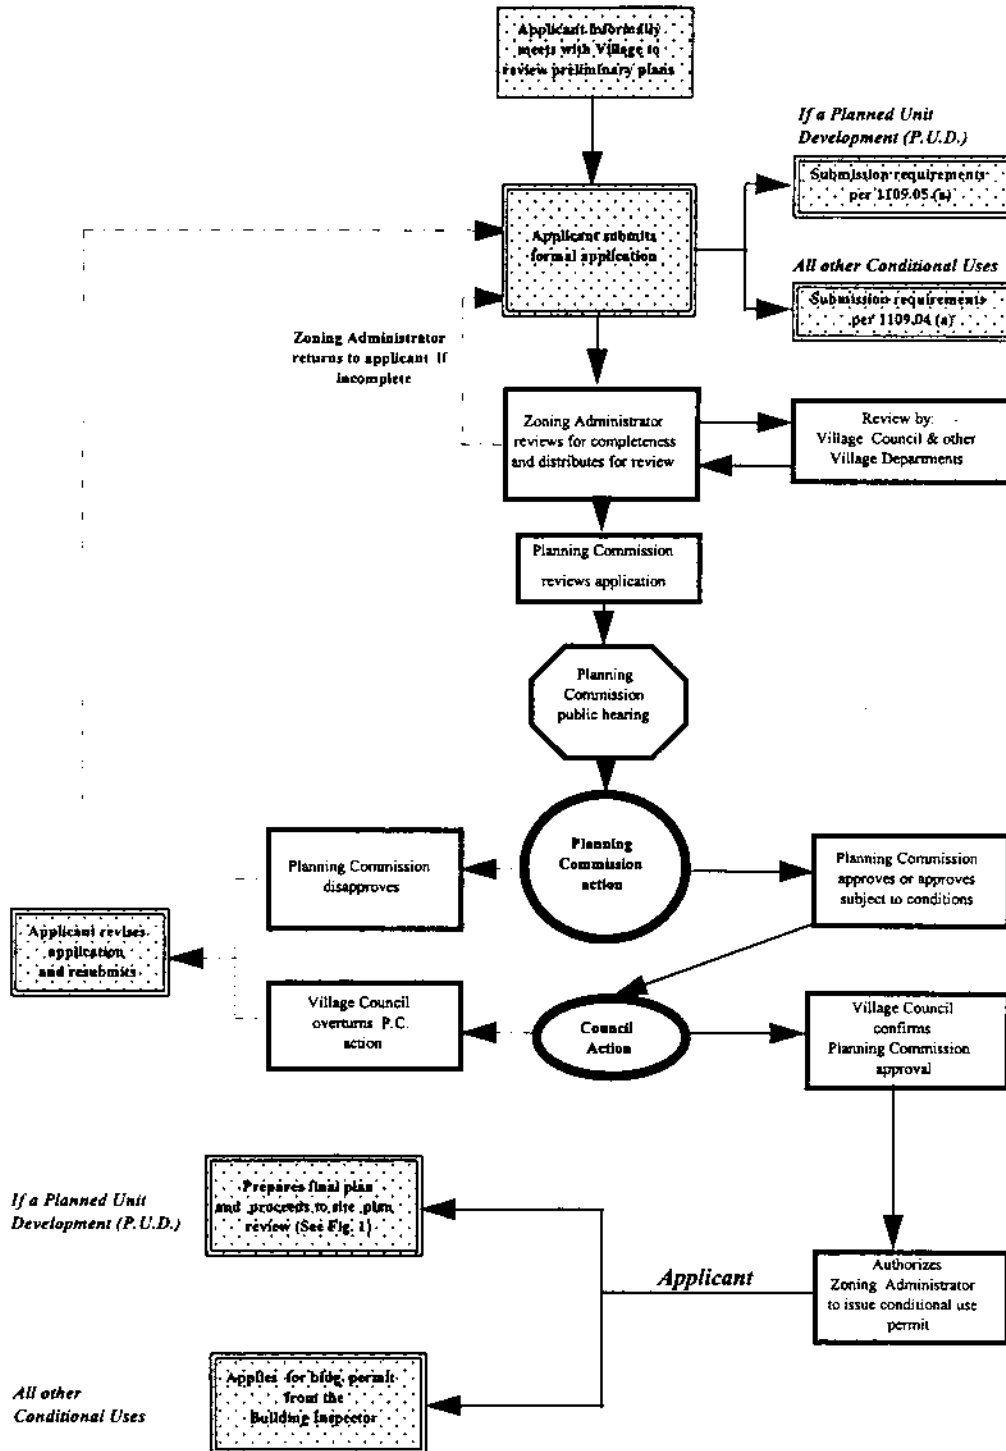 Applicant informally
meets with Village to
review preliminary plans
If a Planned Unit
Development (P.U.D.)
Submission requirements
per 1109.05 (a)
Applicant submits
formal application
All other Conditional Uses
Submission requirements
per 1109.04 (a)
Zoning Administrator
returns to applicant if
incomplete
Zoning Administrator
reviews for completeness
and distributes for review
Review by:
Village Council & other
Village Departments
Planning Commission
reviews application
Planning
Commission
public hearing
Planning
Commission
action
Planning Commission
disapproves
Planning Commission
approves or approves
subject to conditions
Applicant revises
application
and resubmits
Village Council
overturns P.C.
action
Council
Action
Village Council
confirms
Planning Commission
approval
If a Planned Unit
Development (P.U.D.)
Prepares final plan
and proceeds to site plan
review (See Fig. 1)
Applicant
Authorizes
Zoning Administrator
to issue conditional use
permit
All other
Conditional Uses
Applies for bldg. permit
from the
Building Inspector